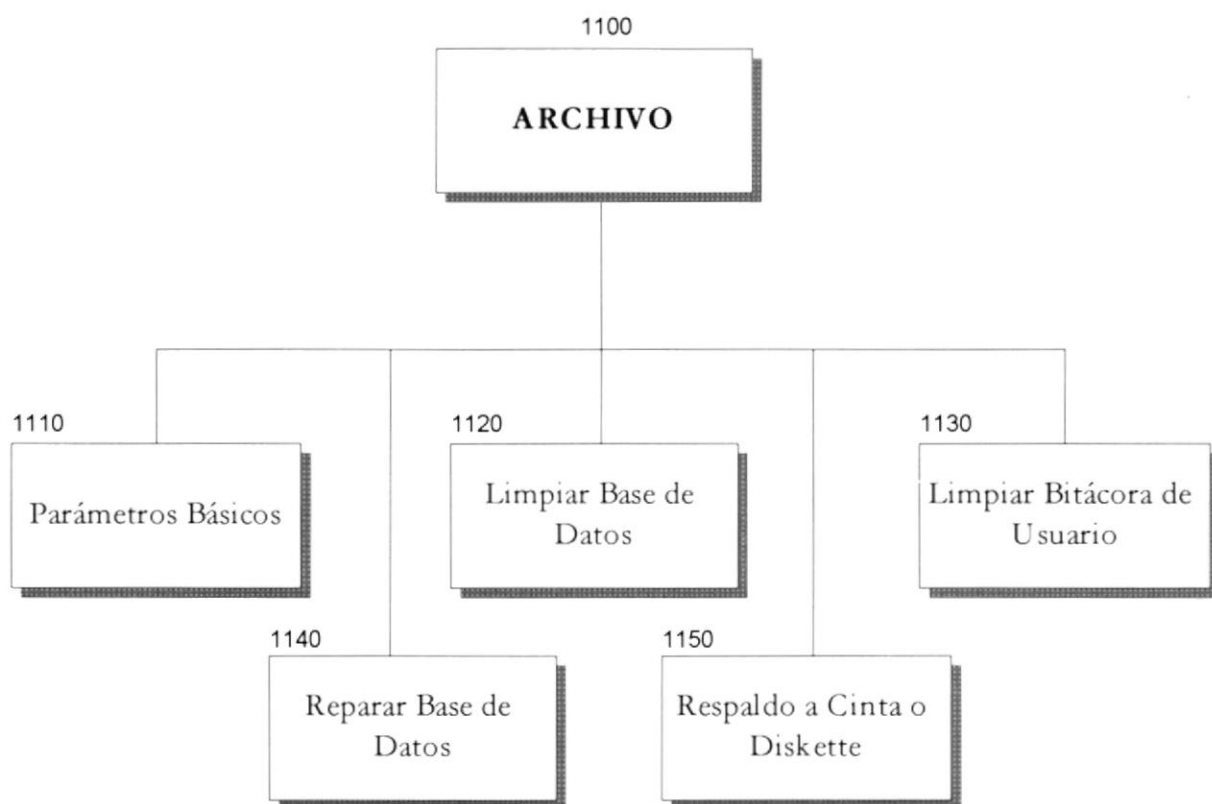 1100
ARCHIVO
1110
Parámetros Básicos
1120
Limpiar Base de
Datos
1130
Limpiar Bitácora de
Usuario
1140
Reparar Base de
Datos
1150
Respaldo a Cinta o
Diskette